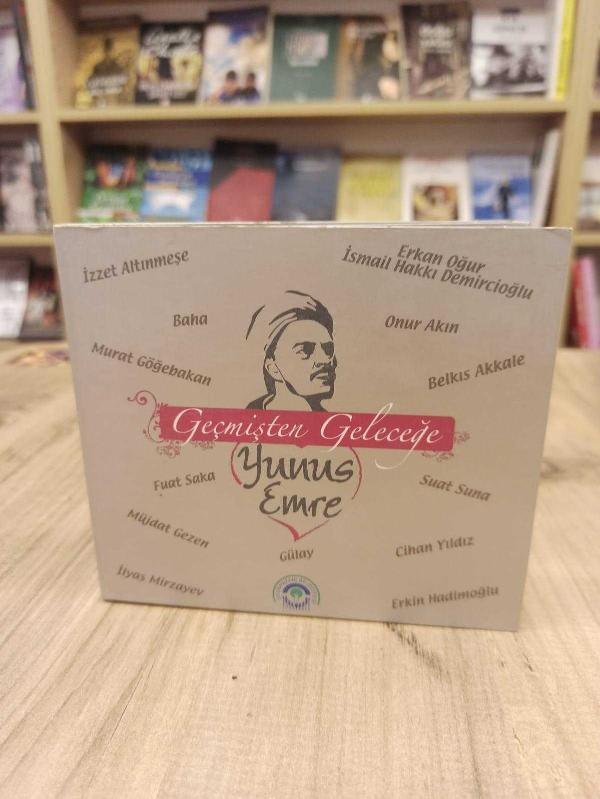 İzzet Altınmeşe
Erkan Oğur
İsmail Hakkı Demircioğlu
Baha
Onur Akın
Murat Göğebakan
Belkıs Akkale
Geçmişten Geleceğe
Yunus
Emre
Fuat Saka
Suat Suna
Müjdat Gezen
Gülay
Cihan Yıldız
İlyas Mirzayev
Erkin Hadimoğlu